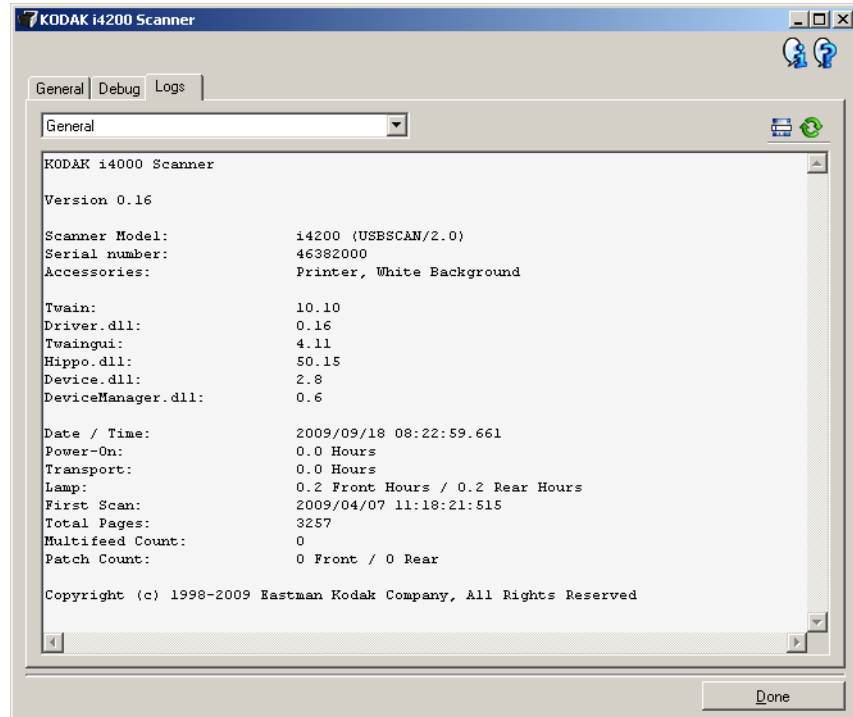 KODAK i4200 Scanner
General Debug Logs
General
KODAK i4000 Scanner
Version 0.16
Scanner Model: i4200 (USBSCAN/2.0)
Serial number: 46382000
Accessories: Printer, White Background
Twain: 10.10
Driver.dll: 0.16
Twaingui: 4.11
Hippo.dll: 50.15
Device.dll: 2.8
DeviceManager.dll: 0.6
Date / Time: 2009/09/18 08:22:59.661
Power-On: 0.0 Hours
Transport: 0.0 Hours
Lamp: 0.2 Front Hours / 0.2 Rear Hours
First Scan: 2009/04/07 11:18:21:515
Total Pages: 3257
Multifeed Count: 0
Patch Count: 0 Front / 0 Rear
Copyright (c) 1998-2009 Eastman Kodak Company, All Rights Reserved
Done